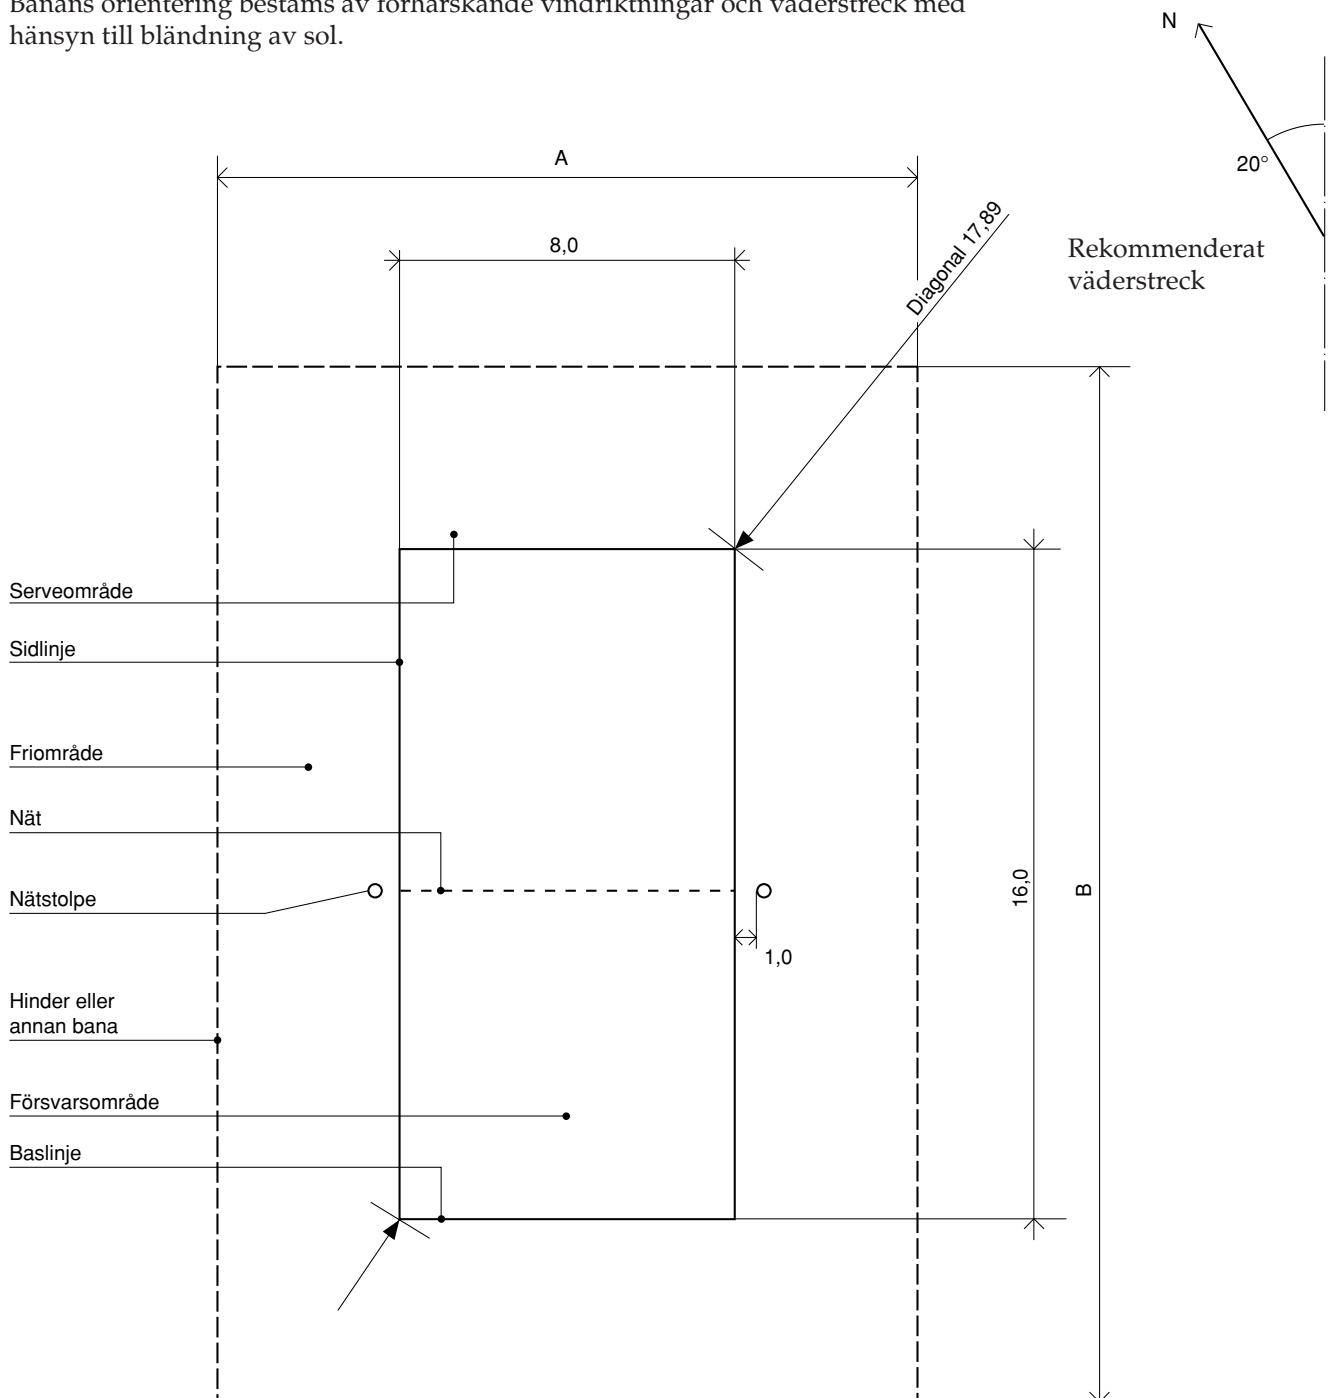 Banans orientering bestäms av förhärskande vindriktningar och väderstreck med
hänsyn till bländning av sol.
N
20°
Rekommenderat
väderstreck
A
8,0
Diagonal 17,89
Serveområde
Sidlinje
Friområde
Nät
Nätstolpe
1,0
16,0
B
Hinder eller
annan bana
Försvarsområde
Baslinje